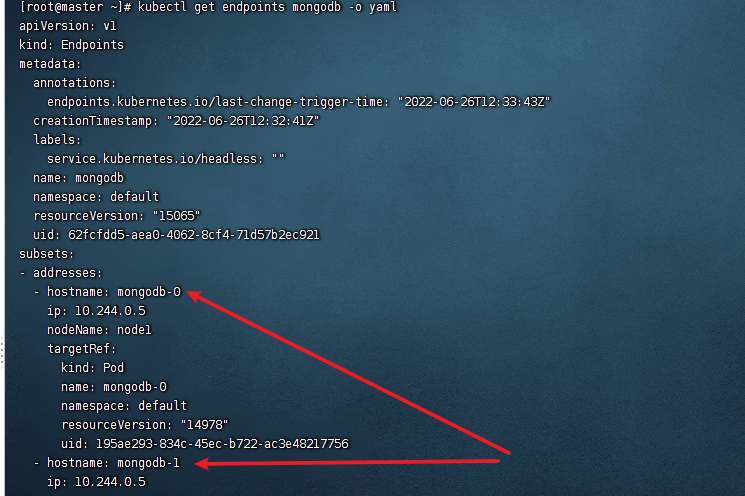 [root@master ~]# kubectl get endpoints mongodb -o yaml
apiVersion: v1
kind: Endpoints
metadata:
  annotations:
    endpoints.kubernetes.io/last-change-trigger-time: "2022-06-26T12:33:43Z"
  creationTimestamp: "2022-06-26T12:32:41Z"
  labels:
    service.kubernetes.io/headless: ""
  name: mongodb
  namespace: default
  resourceVersion: "15065"
  uid: 62fcfdd5-aea0-4062-8cf4-71d57b2ec921
subsets:
- addresses:
  - hostname: mongodb-0
    ip: 10.244.0.5
    nodeName: node1
    targetRef:
      kind: Pod
      name: mongodb-0
      namespace: default
      resourceVersion: "14978"
      uid: 195ae293-834c-45ec-b722-ac3e48217756
  - hostname: mongodb-1
    ip: 10.244.0.5